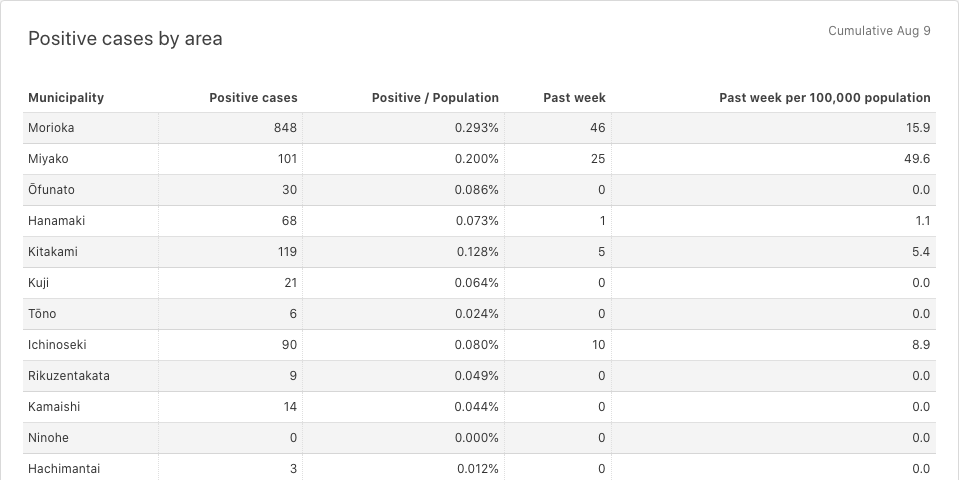 Positive cases by area
Cumulative Aug 9
Municipality Positive cases Positive / Population Past week Past week per 100,000 population
Morioka 848 0.293% 46 15.9
Miyako 101 0.200% 25 49.6
Ōfunato 30 0.086% 0 0.0
Hanamaki 68 0.073% 1 1.1
Kitakami 119 0.128% 5 5.4
Kuji 21 0.064% 0 0.0
Tōno 6 0.024% 0 0.0
Ichinoseki 90 0.080% 10 8.9
Rikuzentakata 9 0.049% 0 0.0
Kamaishi 14 0.044% 0 0.0
Ninohe 0 0.000% 0 0.0
Hachimantai 3 0.012% 0 0.0